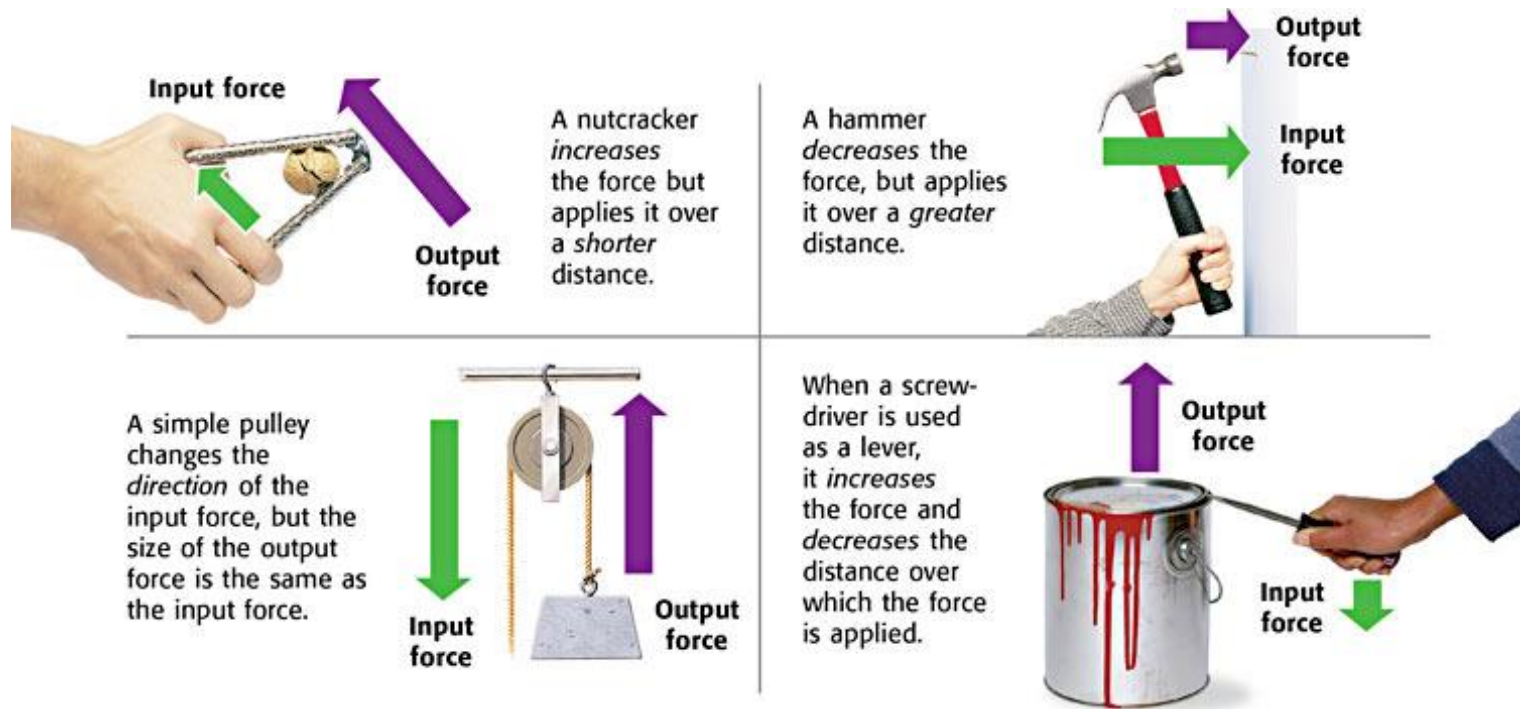 Input force
Output
force
A nutcracker
increases
the force but
applies it over
a shorter
distance.
A hammer
decreases the
force, but applies
it over a greater
distance.
Output
force
Input
force
A simple pulley
changes the
direction of the
input force, but the
size of the output
force is the same as
the input force.
Input
force
Output
force
When a screw-
driver is used
as a lever,
it increases
the force and
decreases the
distance over
which the force
is applied.
Output
force
Input
force